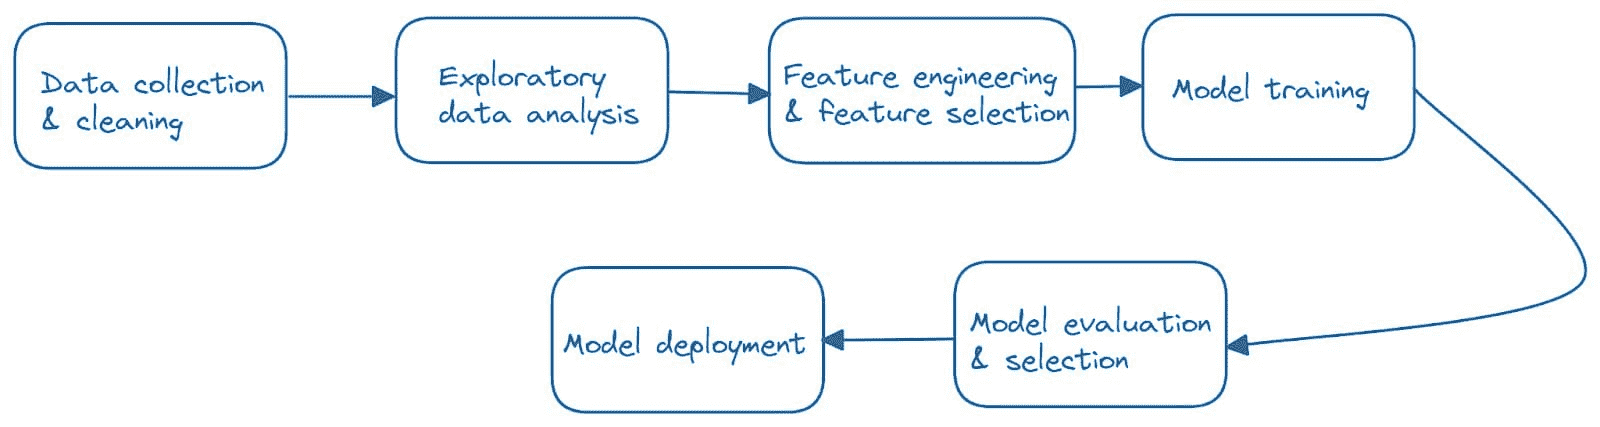 Data collection
& cleaning
Exploratory
data analysis
Feature engineering
& feature selection
Model training
Model evaluation
& selection
Model deployment